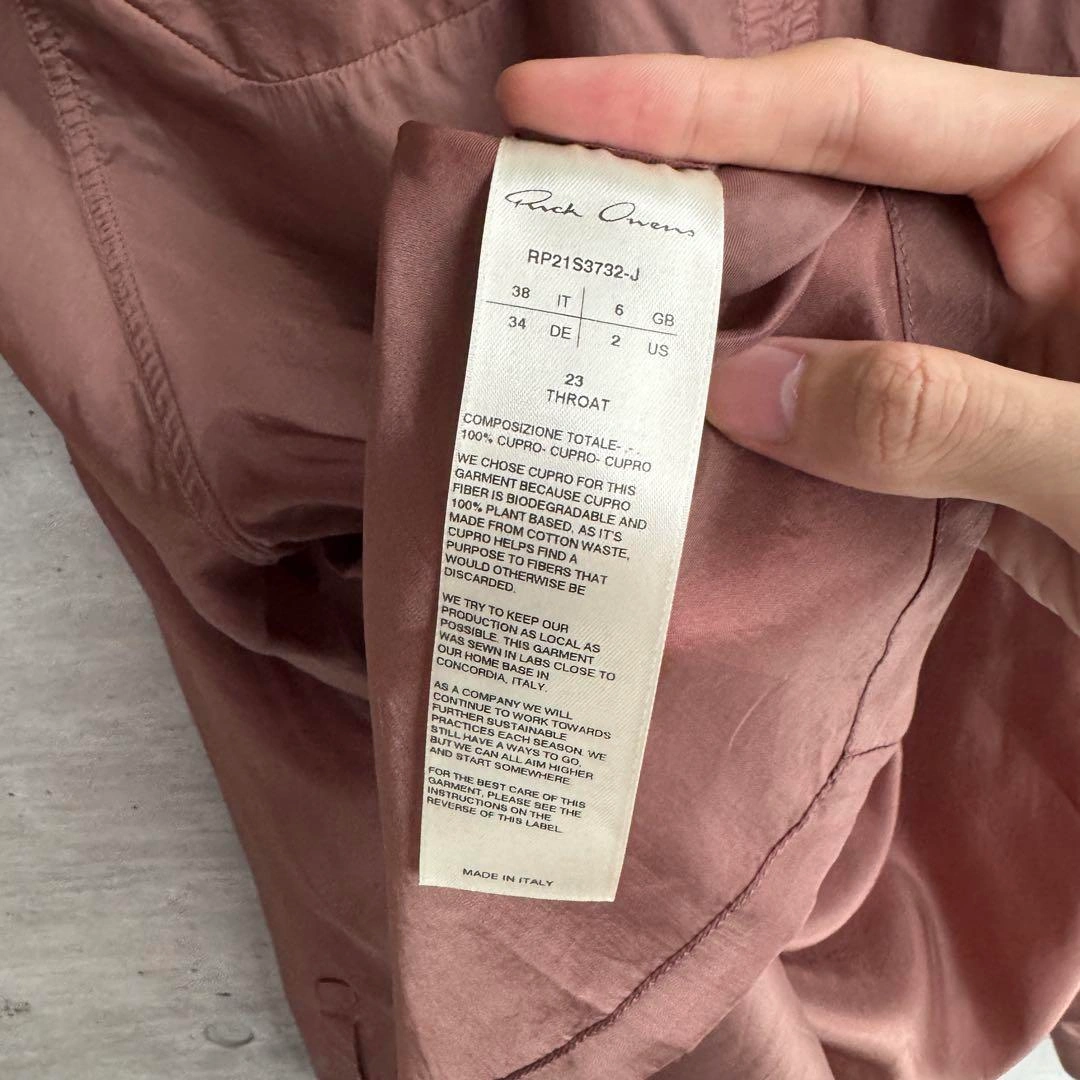 Rick Owens
RP21S3732-J
38 IT 6 GB
34 DE 2 US
23
THROAT
COMPOSIZIONE TOTALE-
100% CUPRO- CUPRO- CUPRO
WE CHOSE CUPRO FOR THIS
GARMENT BECAUSE CUPRO
FIBER IS BIODEGRADABLE AND
100% PLANT BASED. AS IT'S
MADE FROM COTTON WASTE,
CUPRO HELPS FIND A
PURPOSE TO FIBERS THAT
WOULD OTHERWISE BE
DISCARDED.
WE TRY TO KEEP OUR
PRODUCTION AS LOCAL AS
POSSIBLE. THIS GARMENT
WAS SEWN IN LABS CLOSE TO
OUR HOME BASE IN
CONCORDIA, ITALY.
AS A COMPANY WE WILL
CONTINUE TO WORK TOWARDS
FURTHER SUSTAINABLE
PRACTICES EACH SEASON. WE
STILL HAVE A WAYS TO GO,
BUT WE CAN ALL AIM HIGHER
AND START SOMEWHERE.
FOR THE BEST CARE OF THIS
GARMENT, PLEASE SEE THE
INSTRUCTIONS ON THE
REVERSE OF THIS LABEL.
MADE IN ITALY